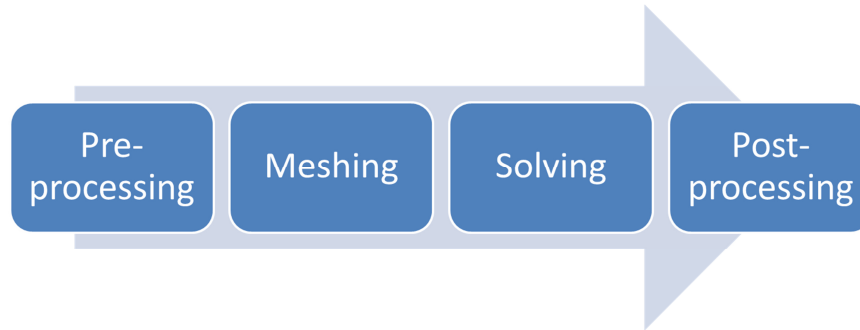 Pre-
processing
Meshing
Solving
Post-
processing